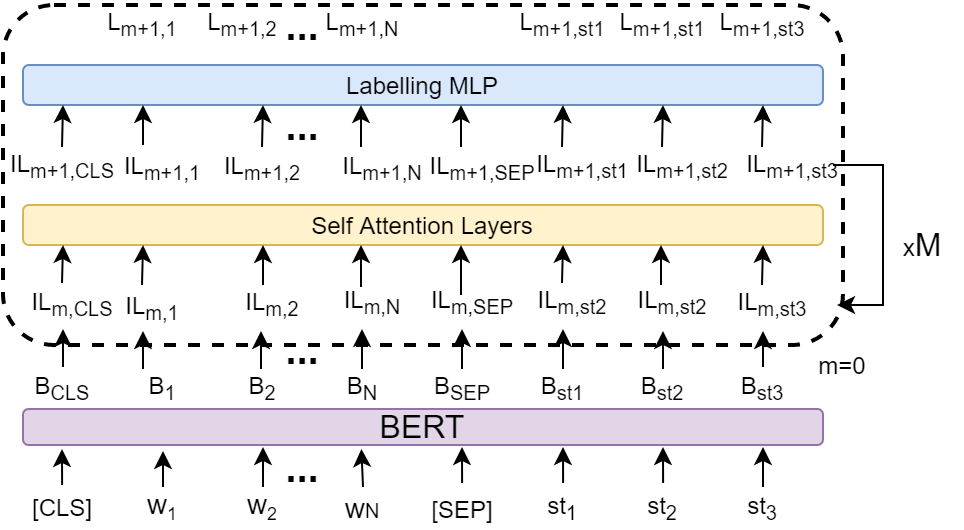 L_{m+1,1} L_{m+1,2} ... L_{m+1,N} L_{m+1,st1} L_{m+1,st1} L_{m+1,st3}
Labelling MLP
...
IL_{m+1,CLS} IL_{m+1,1} IL_{m+1,2} IL_{m+1,N} IL_{m+1,SEP} IL_{m+1,st1} IL_{m+1,st2} IL_{m+1,st3}
Self Attention Layers
xM
IL_{m,CLS} IL_{m,1} IL_{m,2} IL_{m,N} IL_{m,SEP} IL_{m,st2} IL_{m,st2} IL_{m,st3}
...
m=0
B_{CLS} B_1 B_2 B_N B_{SEP} B_{st1} B_{st2} B_{st3}
BERT
...
[CLS] w_1 w_2 wN [SEP] st_1 st_2 st_3